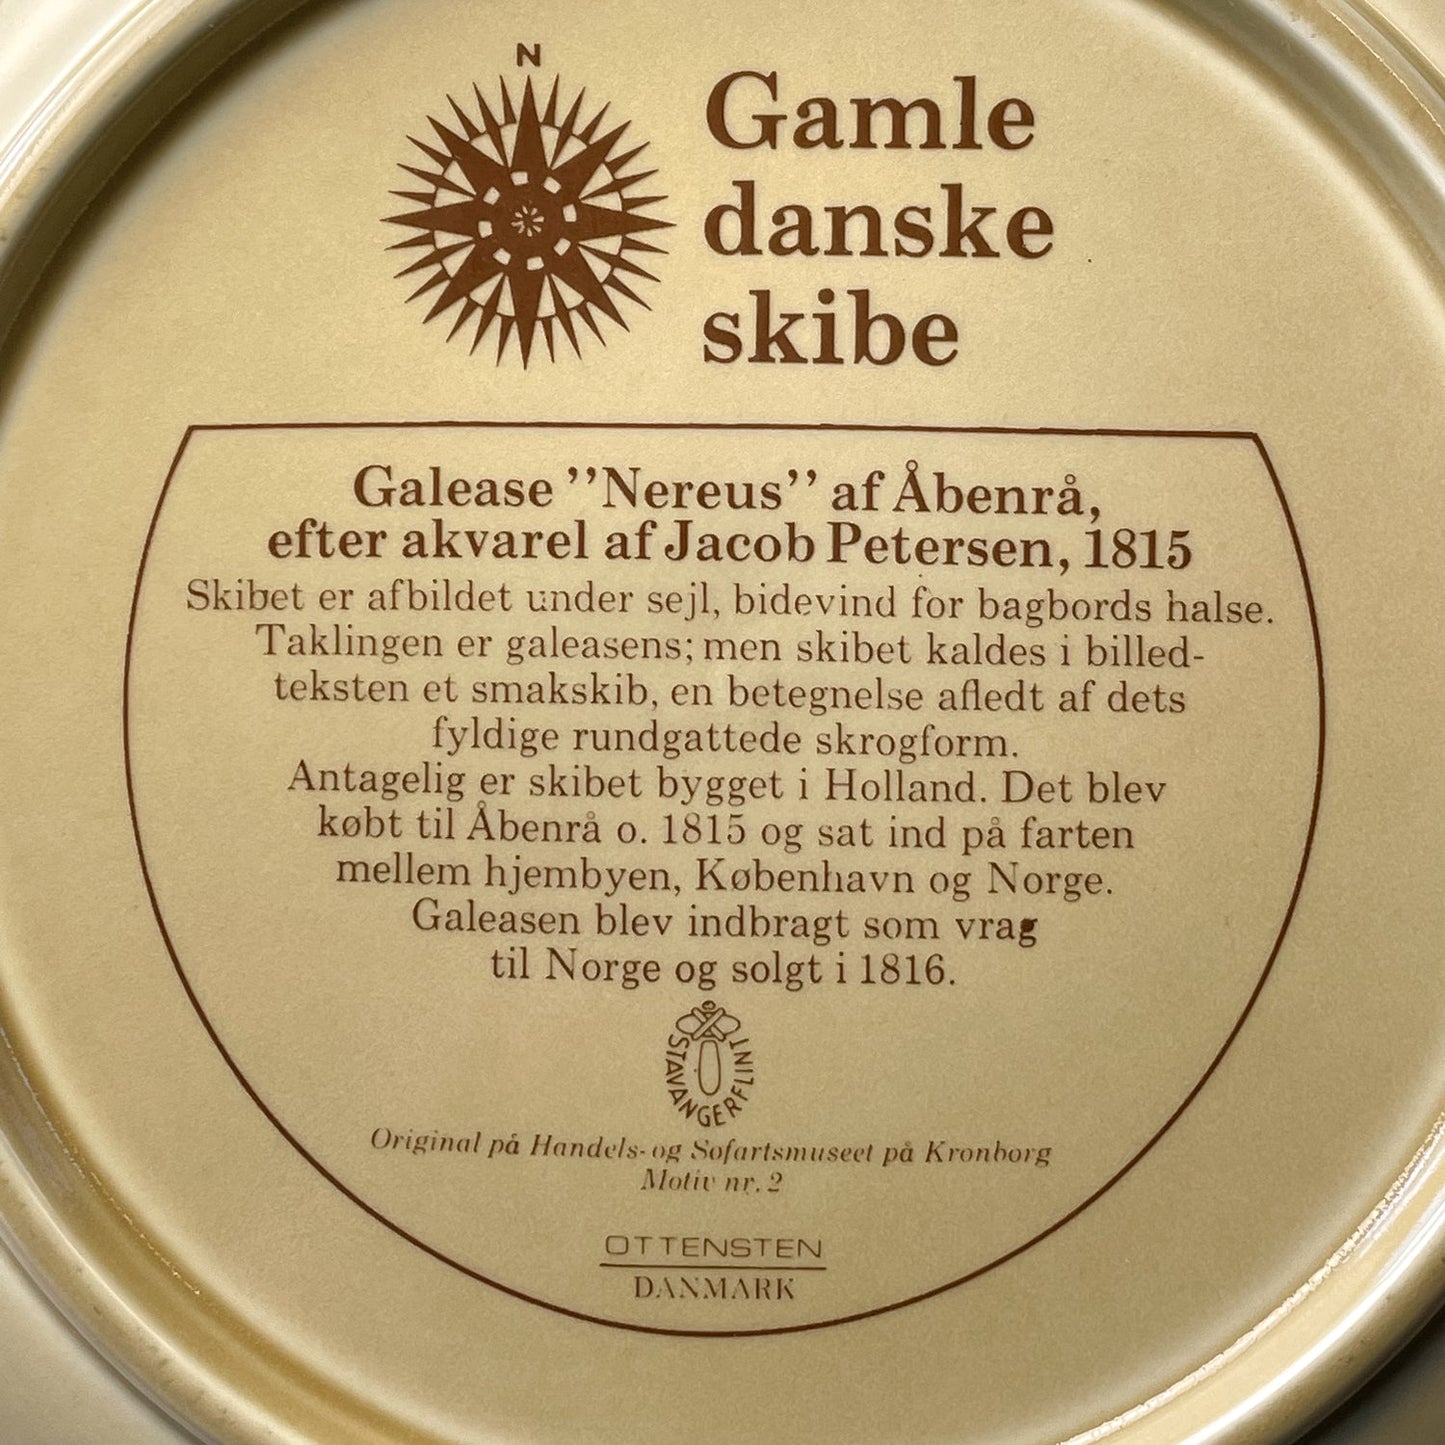 N
Gamle
danske
skibe
Galease ’’Nereus’’ af Åbenrå,
efter akvarel af Jacob Petersen, 1815
Skibet er afbildet under sejl, bidevind for bagbords halse.
Taklingen er galeasens; men skibet kaldes i billed-
teksten et smakskib, en betegnelse afledt af dets
fyldige rundgattede skrogform.
Antagelig er skibet bygget i Holland. Det blev
købt til Åbenrå o. 1815 og sat ind på farten
mellem hjembyen, København og Norge.
Galeasen blev indbragt som vrag
til Norge og solgt i 1816.
STAVANGERFLINT
Original på Handels- og Søfartsmuseet på Kronborg
Motiv nr. 2
OTTENSTEN
DANMARK